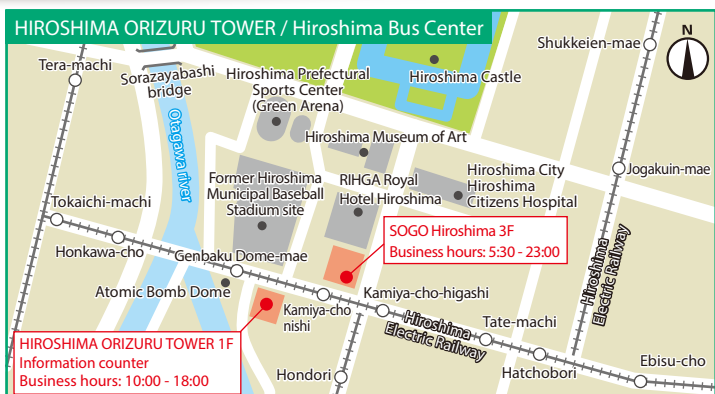 HIROSHIMA ORIZURU TOWER / Hiroshima Bus Center
N
Shukkeien-mae
Tera-machi
Sorazayabashi
bridge
Hiroshima Prefectural
Sports Center
(Green Arena)
Hiroshima Castle
Otagawa river
Hiroshima Museum of Art
Former Hiroshima
Municipal Baseball
Stadium site
RIHGA Royal
Hotel Hiroshima
Hiroshima City
Hiroshima
Citizens Hospital
Jogakuin-mae
Tokaichi-machi
SOGO Hiroshima 3F
Business hours: 5:30 - 23:00
Hiroshima
Electric Railway
Honkawa-cho
Genbaku Dome-mae
Atomic Bomb Dome
Kamiya-cho
nishi
Kamiya-cho-higashi
Hiroshima
Electric Railway
Tate-machi
HIROSHIMA ORIZURU TOWER 1F
Information counter
Business hours: 10:00 - 18:00
Hondori
Hatchobori
Ebisu-cho